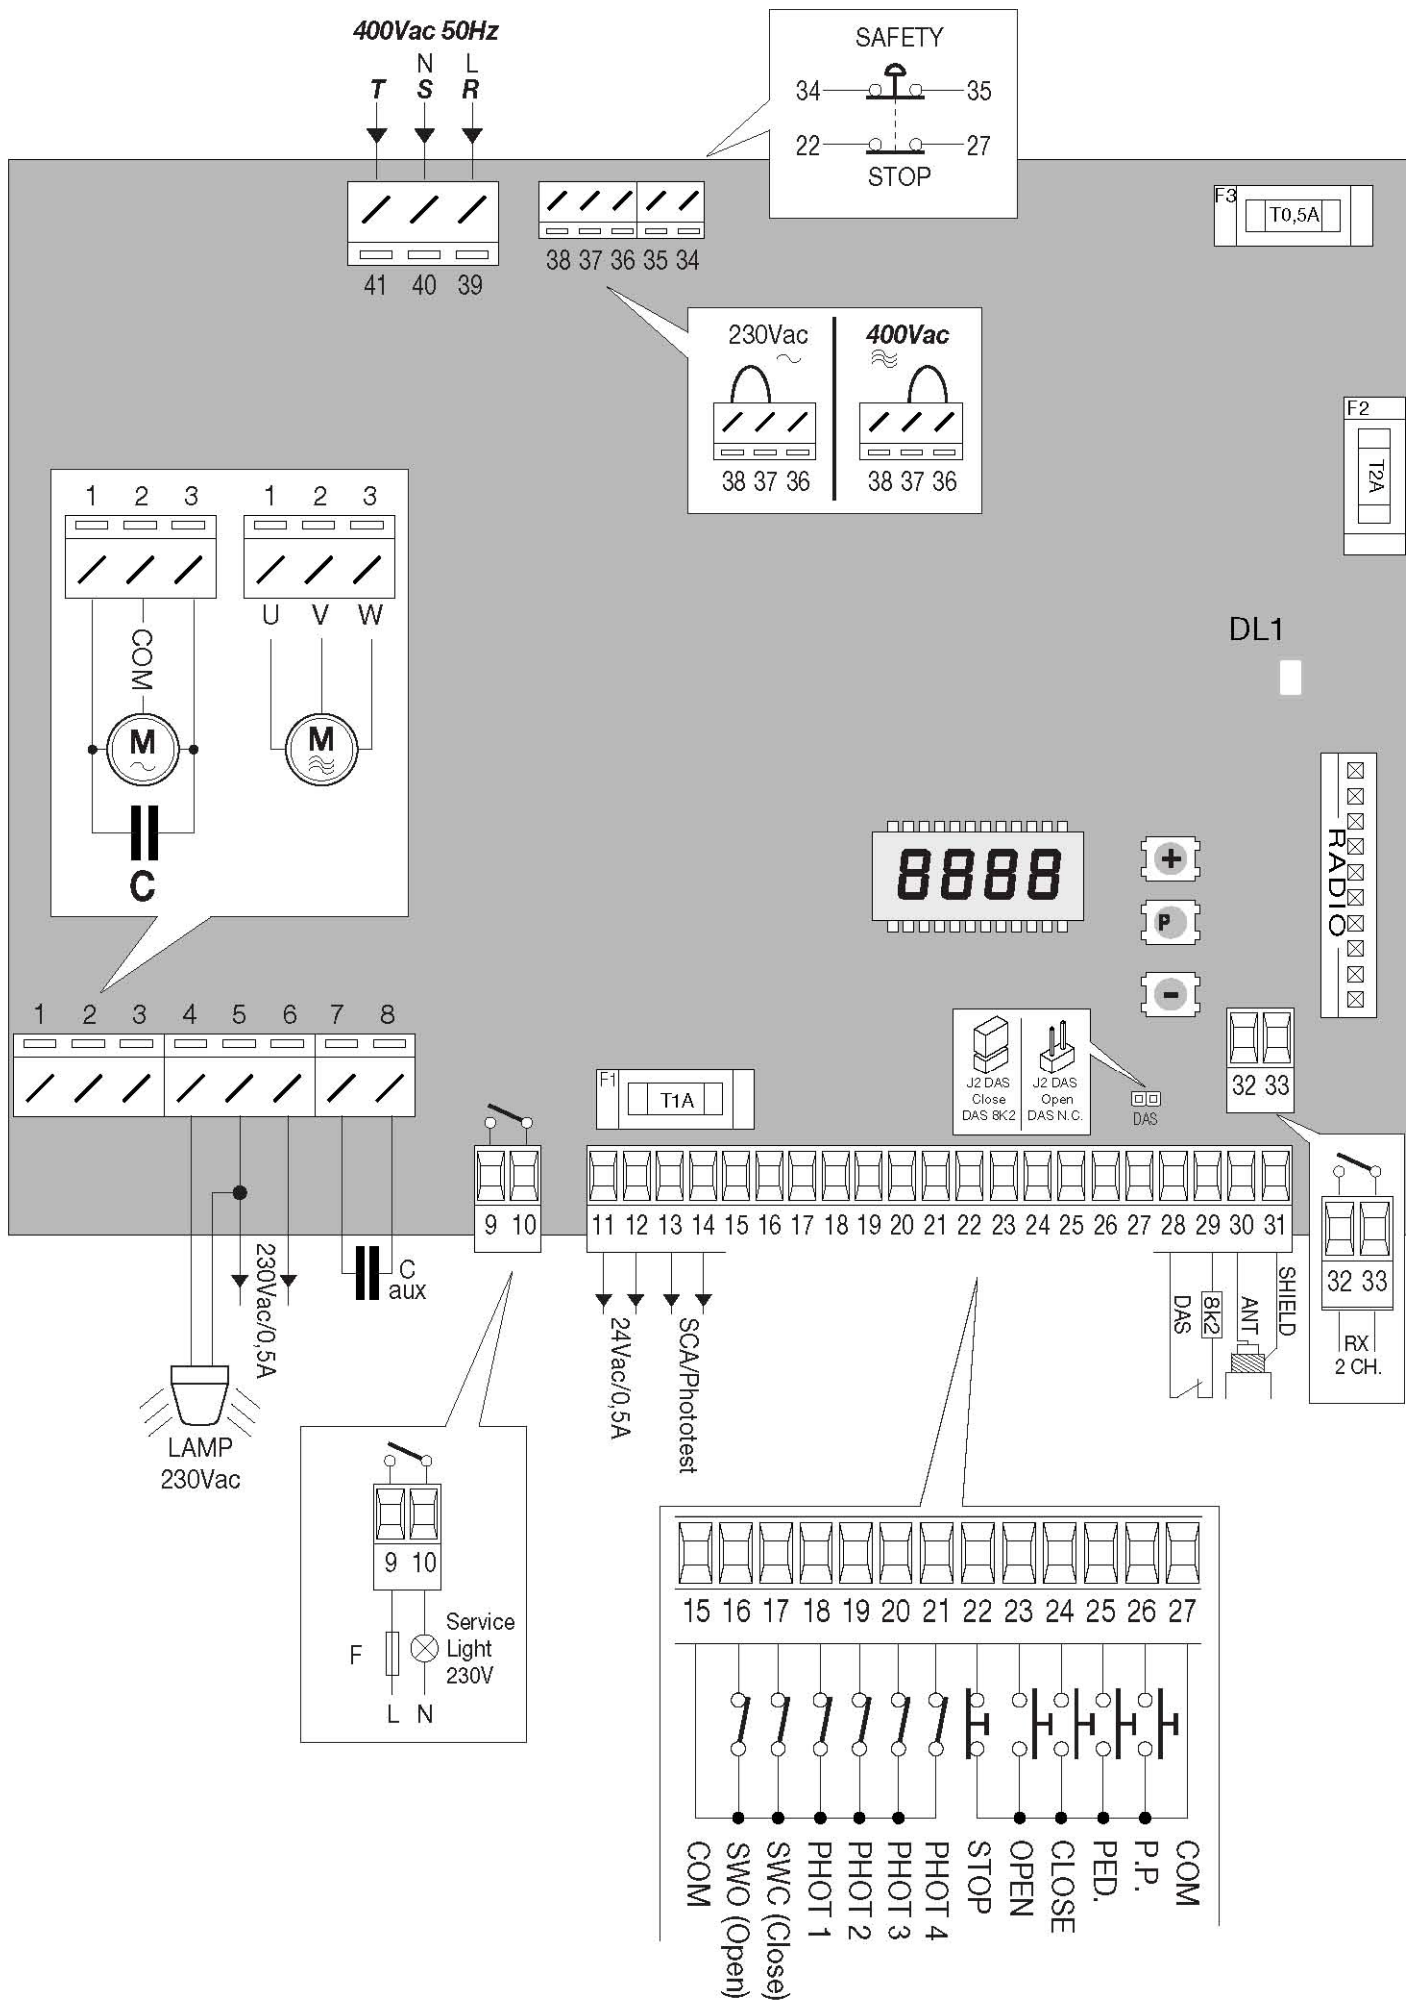 400Vac 50Hz
N L
T S R
41 40 39
38 37 36 35 34
SAFETY
34 35
22 27
STOP
F3
T0,5A
230Vac 400Vac
38 37 36 38 37 36
F2
T2A
1 2 3 1 2 3
U V W
COM
M M
C
DL1
8888
+
P
-
RADIO
1 2 3 4 5 6 7 8
F1
T1A
J2 DAS
Close
DAS 8K2
J2 DAS
Open
DAS N.C.
DAS
32 33
9 10
11 12 13 14 15 16 17 18 19 20 21 22 23 24 25 26 27 28 29 30 31
230Vac/0,5A
C
aux
LAMP
230Vac
24Vac/0,5A
SCA/Phototest
DAS
8k2
ANT
SHIELD
32 33
RX
2 CH.
9 10
F
Service
Light
230V
L N
15 16 17 18 19 20 21 22 23 24 25 26 27
COM
SWO (Open)
SWC (Close)
PHOT 1
PHOT 2
PHOT 3
PHOT 4
STOP
OPEN
CLOSE
PED.
P.P.
COM